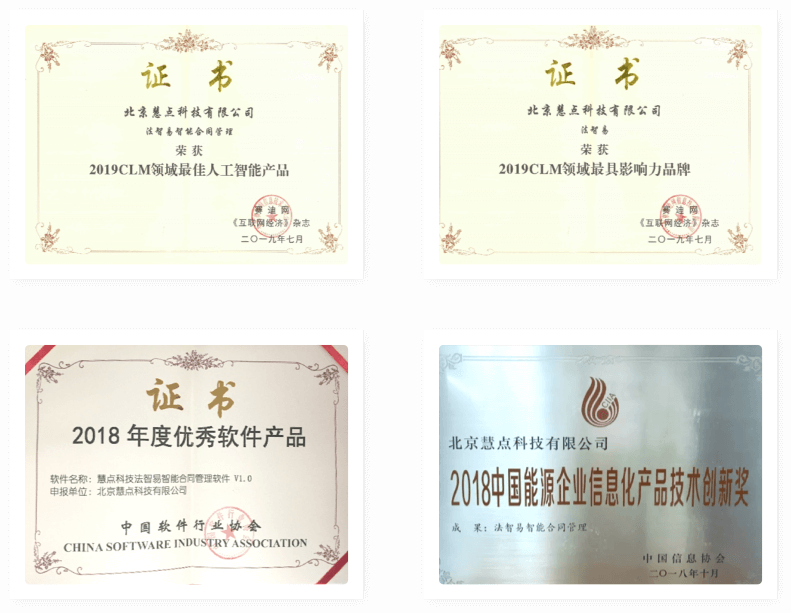 证 书
北京慧点科技有限公司
法智易智能合同管理
荣 获
2019CLM领域最佳人工智能产品
赛 迪 网
《互联网经济》杂志
二〇一九年七月
证 书
北京慧点科技有限公司
法智易
荣 获
2019CLM领域最具影响力品牌
赛 迪 网
《互联网经济》杂志
二〇一九年七月
证 书
2018 年度优秀软件产品
软件名称：慧点科技法智易智能合同管理软件 V1.0
申报单位：北京慧点科技有限公司
中 国 软 件 行 业 协 会
CHINA SOFTWARE INDUSTRY ASSOCIATION
北京慧点科技有限公司
2018中国能源企业信息化产品技术创新奖
成 果：法智易智能合同管理
中 国 信 息 协 会
二〇一八年十月